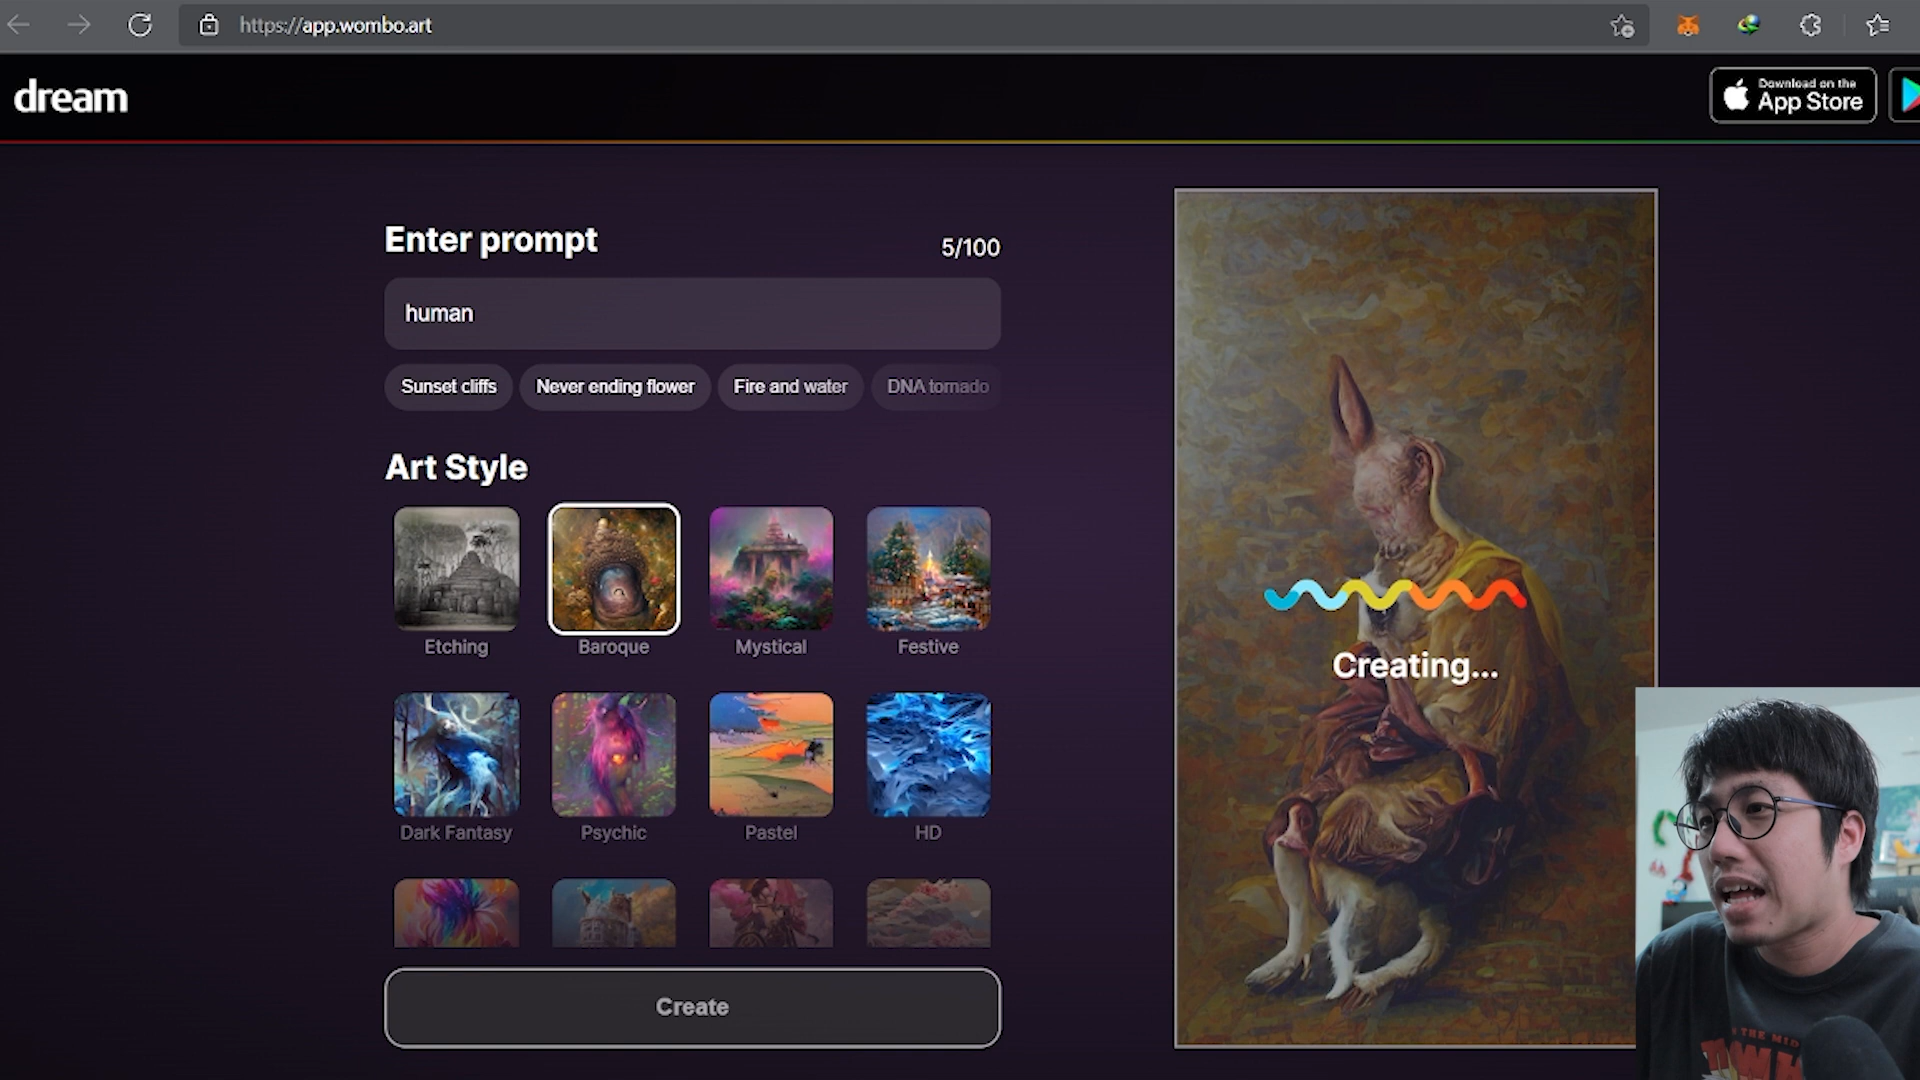 https://app.wombo.art
dream
Download on the
App Store
Enter prompt
5/100
human
Sunset cliffs
Never ending flower
Fire and water
DNA tornado
Art Style
Etching
Baroque
Mystical
Festive
Dark Fantasy
Psychic
Pastel
HD
Create
Creating...
THE MID